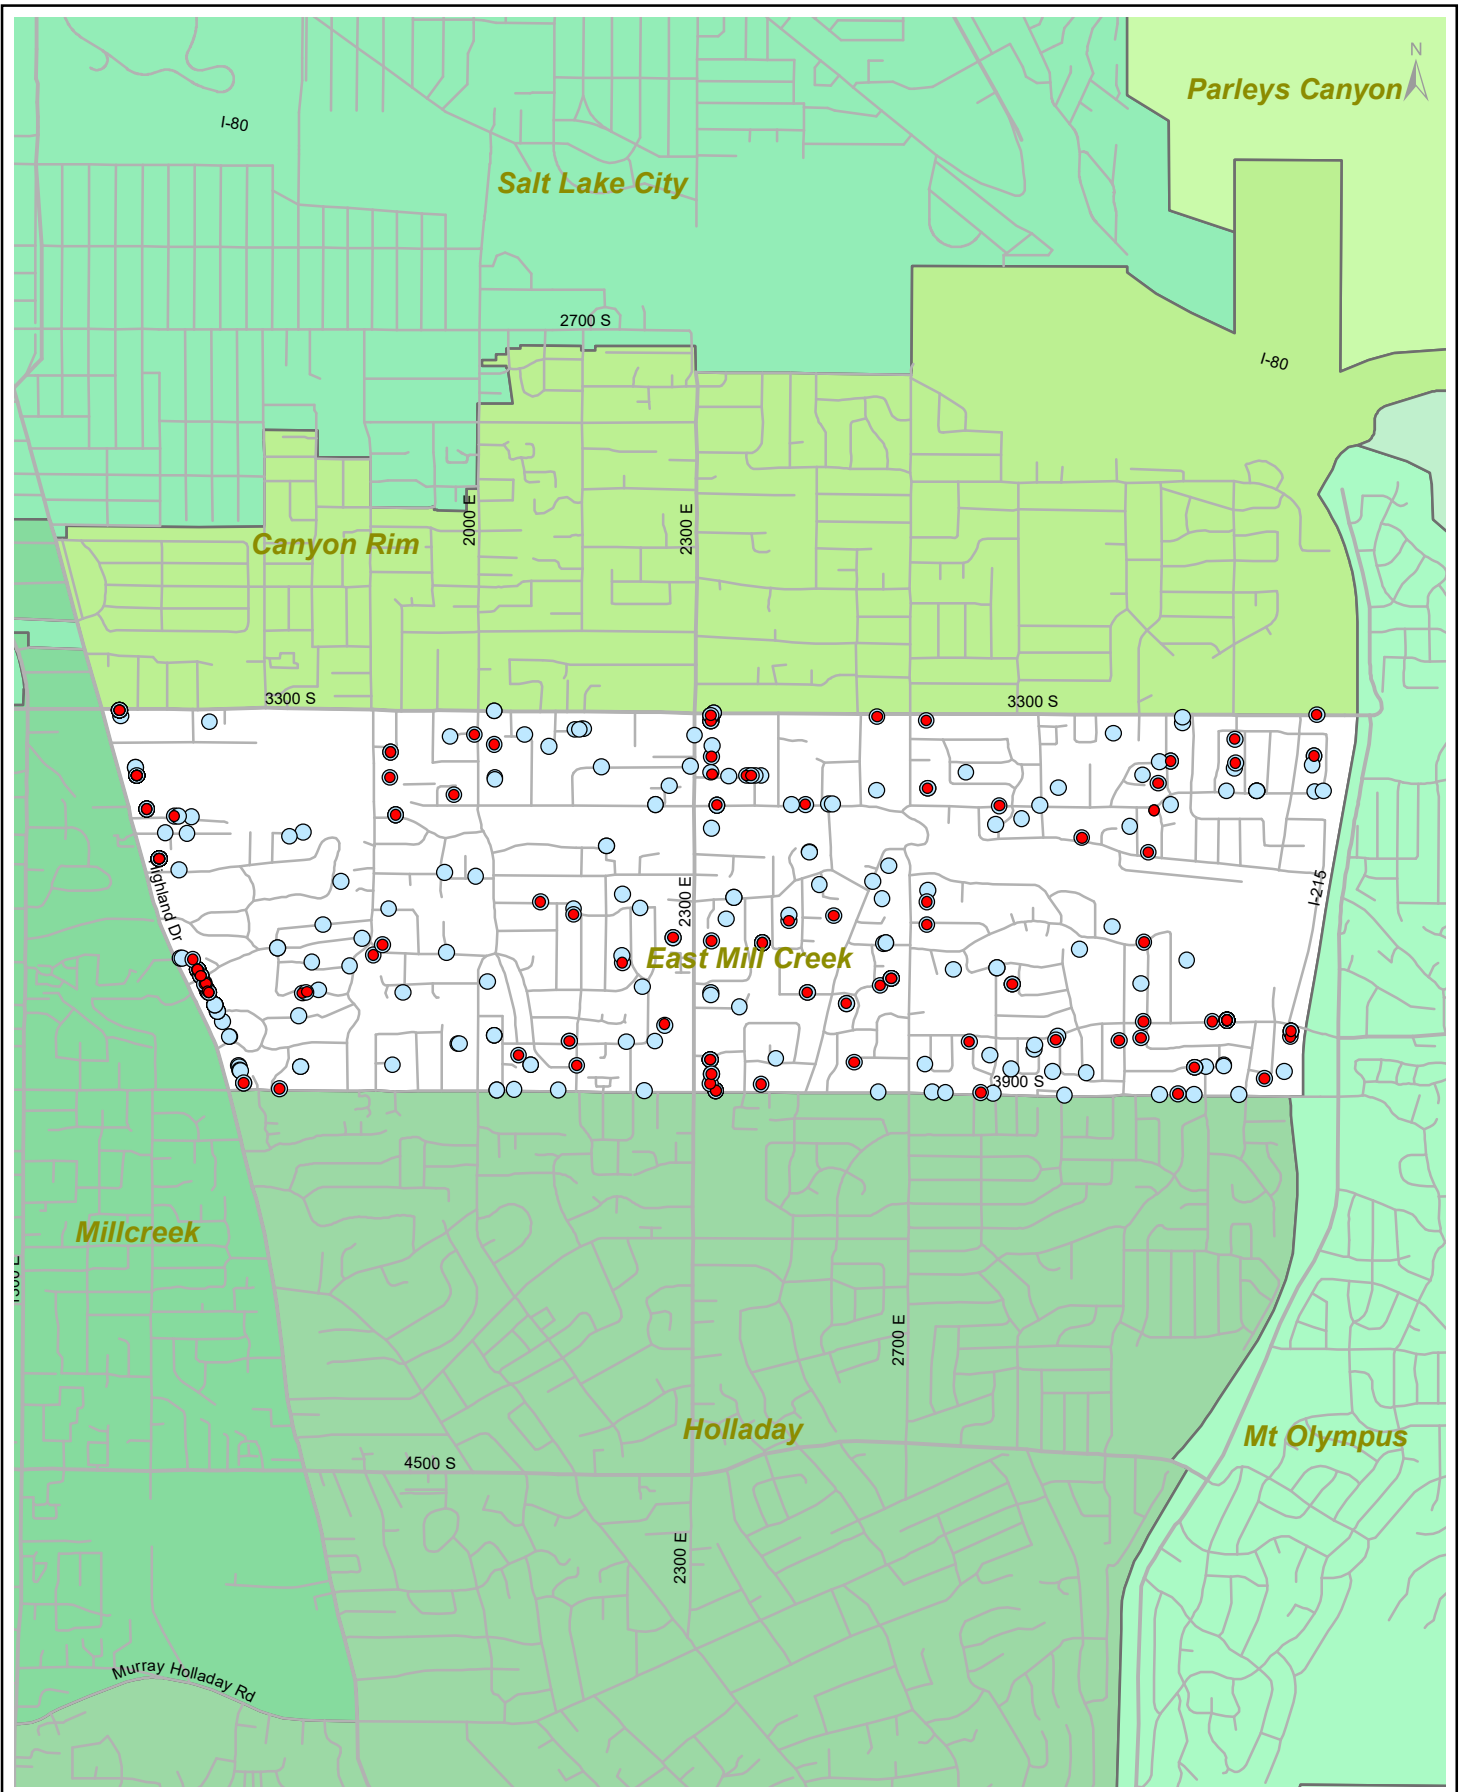 N
Parleys Canyon
I-80
Salt Lake City
2700 S
I-80
2000 E
2300 E
Canyon Rim
3300 S
3300 S
Highland Dr
2300 E
I-215
East Mill Creek
3900 S
Millcreek
2700 E
Holladay
Mt Olympus
4500 S
2300 E
Murray Holladay Rd